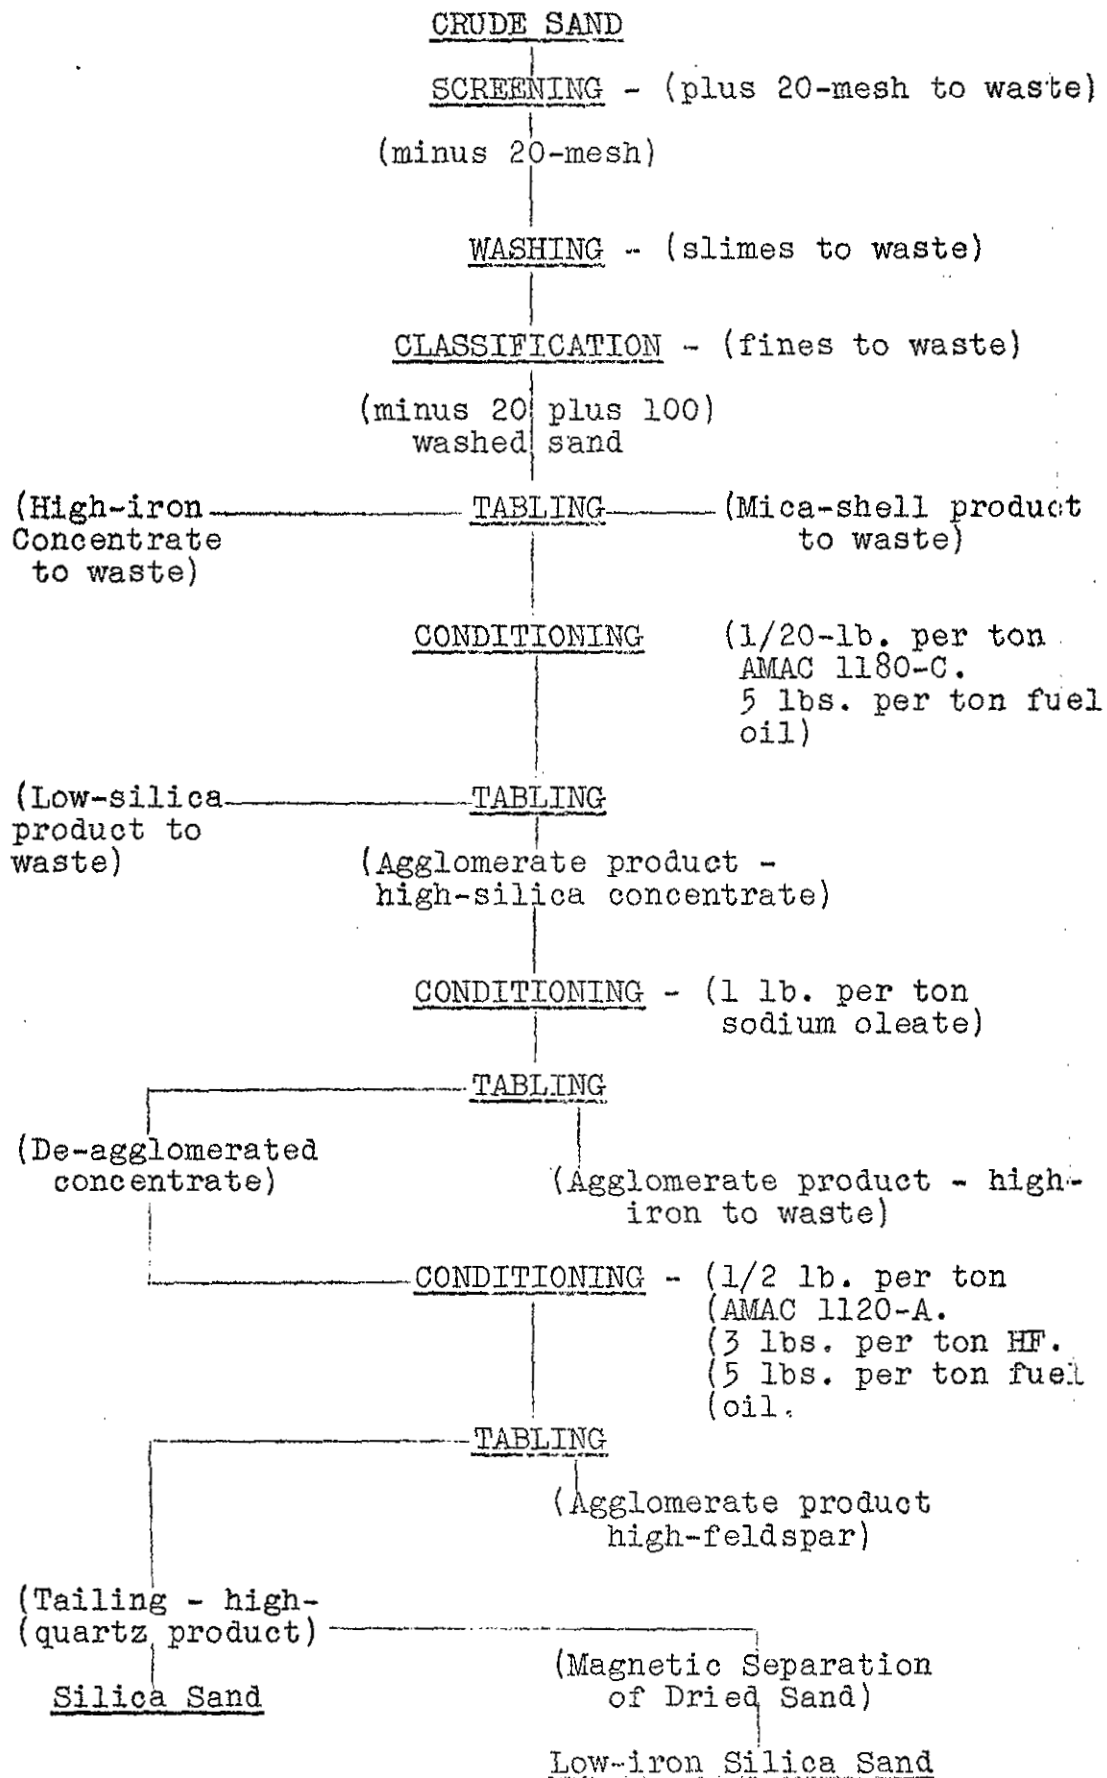 CRUDE SAND
SCREENING - (plus 20-mesh to waste)
(minus 20-mesh)
WASHING - (slimes to waste)
CLASSIFICATION - (fines to waste)
(minus 20 plus 100)
washed sand
(High-iron
Concentrate
to waste)
TABLING
(Mica-shell product
to waste)
CONDITIONING
(1/20-lb. per ton
AMAC 1180-C.
5 lbs. per ton fuel
oil)
(Low-silica
product to
waste)
TABLING
(Agglomerate product -
high-silica concentrate)
CONDITIONING - (1 lb. per ton
sodium oleate)
TABLING
(De-agglomerated
concentrate)
(Agglomerate product - high-
iron to waste)
CONDITIONING - (1/2 lb. per ton
(AMAC 1120-A.
(3 lbs. per ton HF.
(5 lbs. per ton fuel
(oil.
TABLING
(Agglomerate product
high-feldspar)
(Tailing - high-
(quartz product)
Silica Sand
(Magnetic Separation
of Dried Sand)
Low-iron Silica Sand